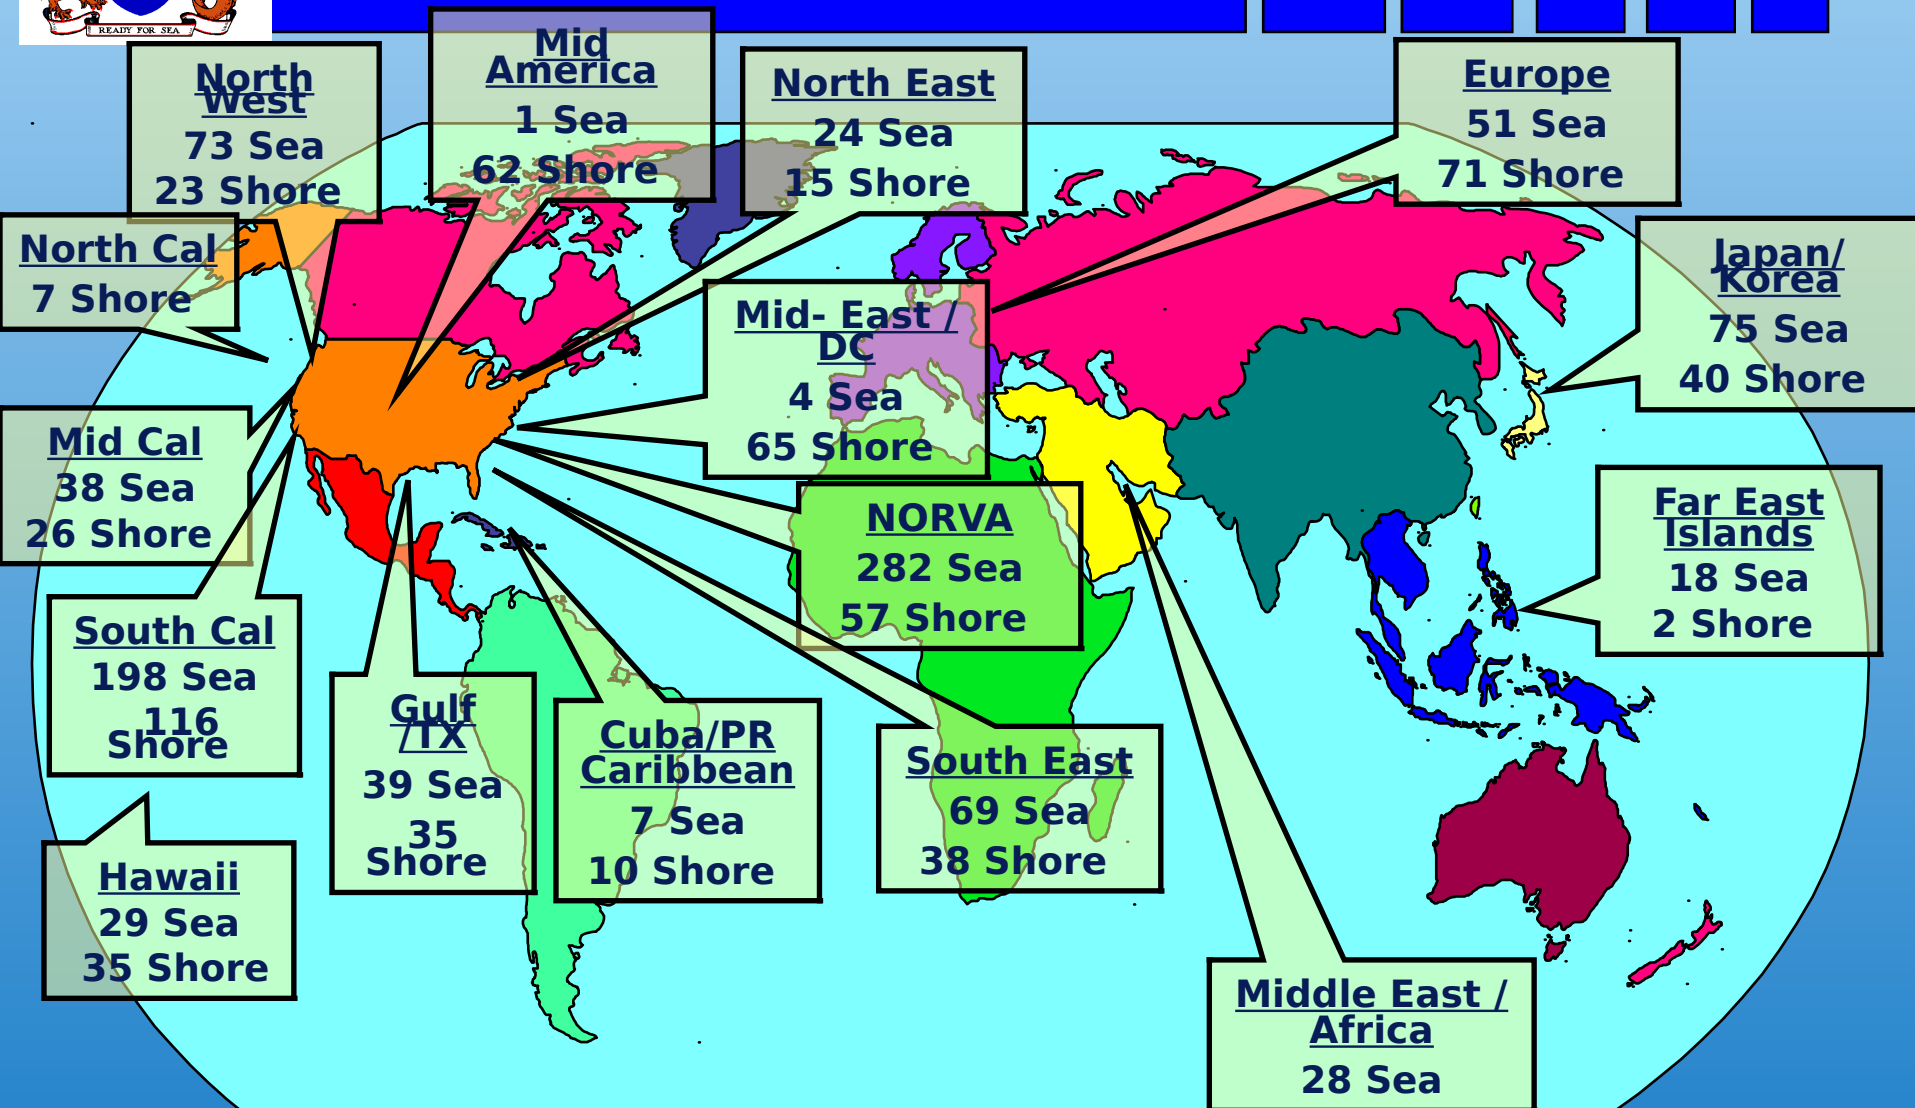 READY FOR SEA
North
West
73 Sea
23 Shore
Mid
America
1 Sea
62 Shore
North East
24 Sea
15 Shore
Europe
51 Sea
71 Shore
North Cal
7 Shore
Mid- East /
DC
4 Sea
65 Shore
Japan/
Korea
75 Sea
40 Shore
Mid Cal
38 Sea
26 Shore
NORVA
282 Sea
57 Shore
Far East
Islands
18 Sea
2 Shore
South Cal
198 Sea
116
Shore
Gulf
/TX
39 Sea
35
Shore
Cuba/PR
Caribbean
7 Sea
10 Shore
South East
69 Sea
38 Shore
Hawaii
29 Sea
35 Shore
Middle East /
Africa
28 Sea